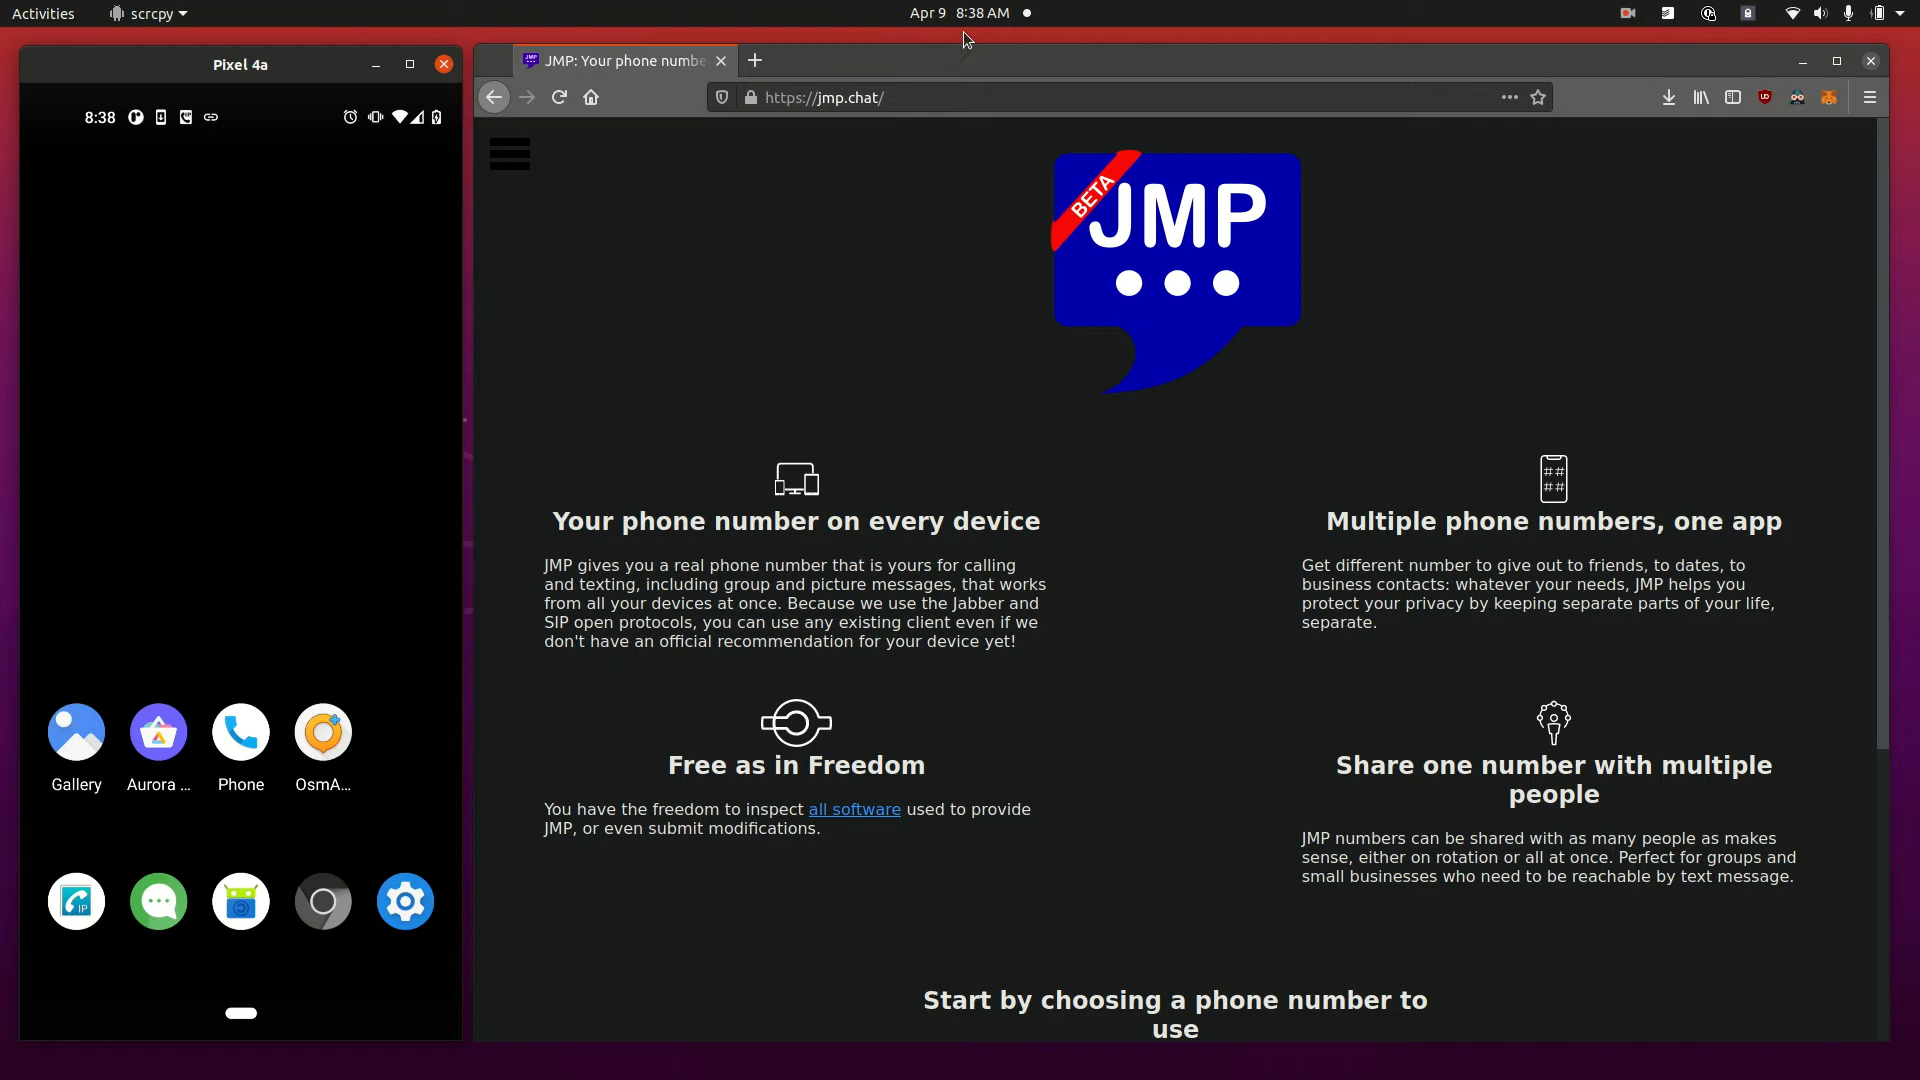 Activities
scrcpy
Apr 9 8:38 AM
Pixel 4a
8:38
Gallery
Aurora ...
Phone
OsmA...
IP
JMP: Your phone numbe
https://jmp.chat/
BETA
JMP
Your phone number on every device
JMP gives you a real phone number that is yours for calling
and texting, including group and picture messages, that works
from all your devices at once. Because we use the Jabber and
SIP open protocols, you can use any existing client even if we
don't have an official recommendation for your device yet!
##
##
Multiple phone numbers, one app
Get different number to give out to friends, to dates, to
business contacts: whatever your needs, JMP helps you
protect your privacy by keeping separate parts of your life,
separate.
Free as in Freedom
You have the freedom to inspect all software used to provide
JMP, or even submit modifications.
Share one number with multiple
people
JMP numbers can be shared with as many people as makes
sense, either on rotation or all at once. Perfect for groups and
small businesses who need to be reachable by text message.
Start by choosing a phone number to
use